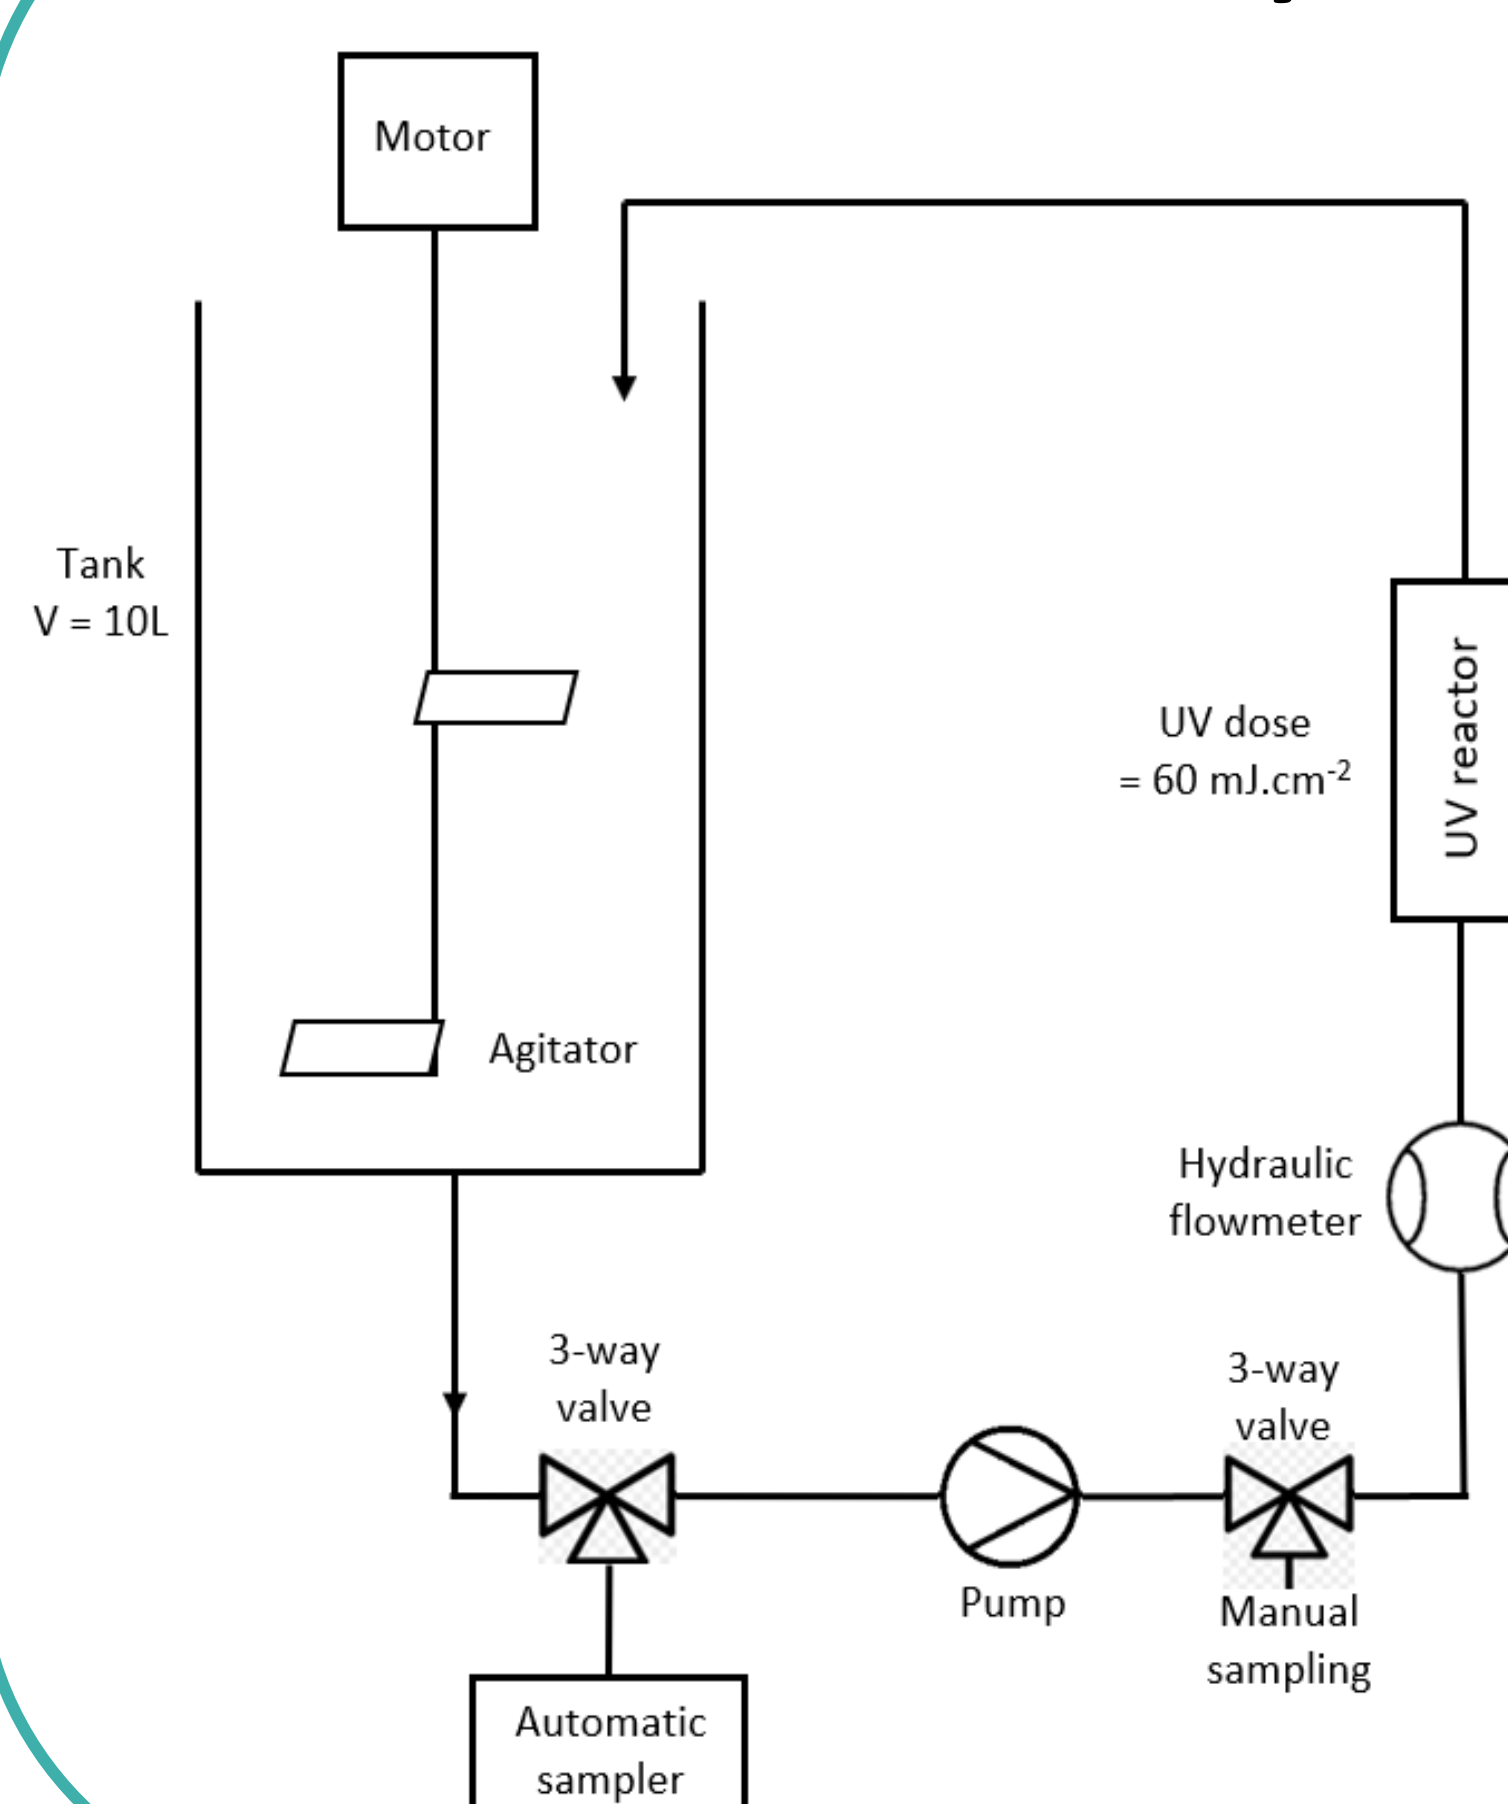 Motor
Tank
V = 10L
UV dose
= 60 mJ.cm⁻²
UV reactor
Agitator
Hydraulic
flowmeter
3-way
valve
3-way
valve
Pump
Manual
sampling
Automatic
sampler